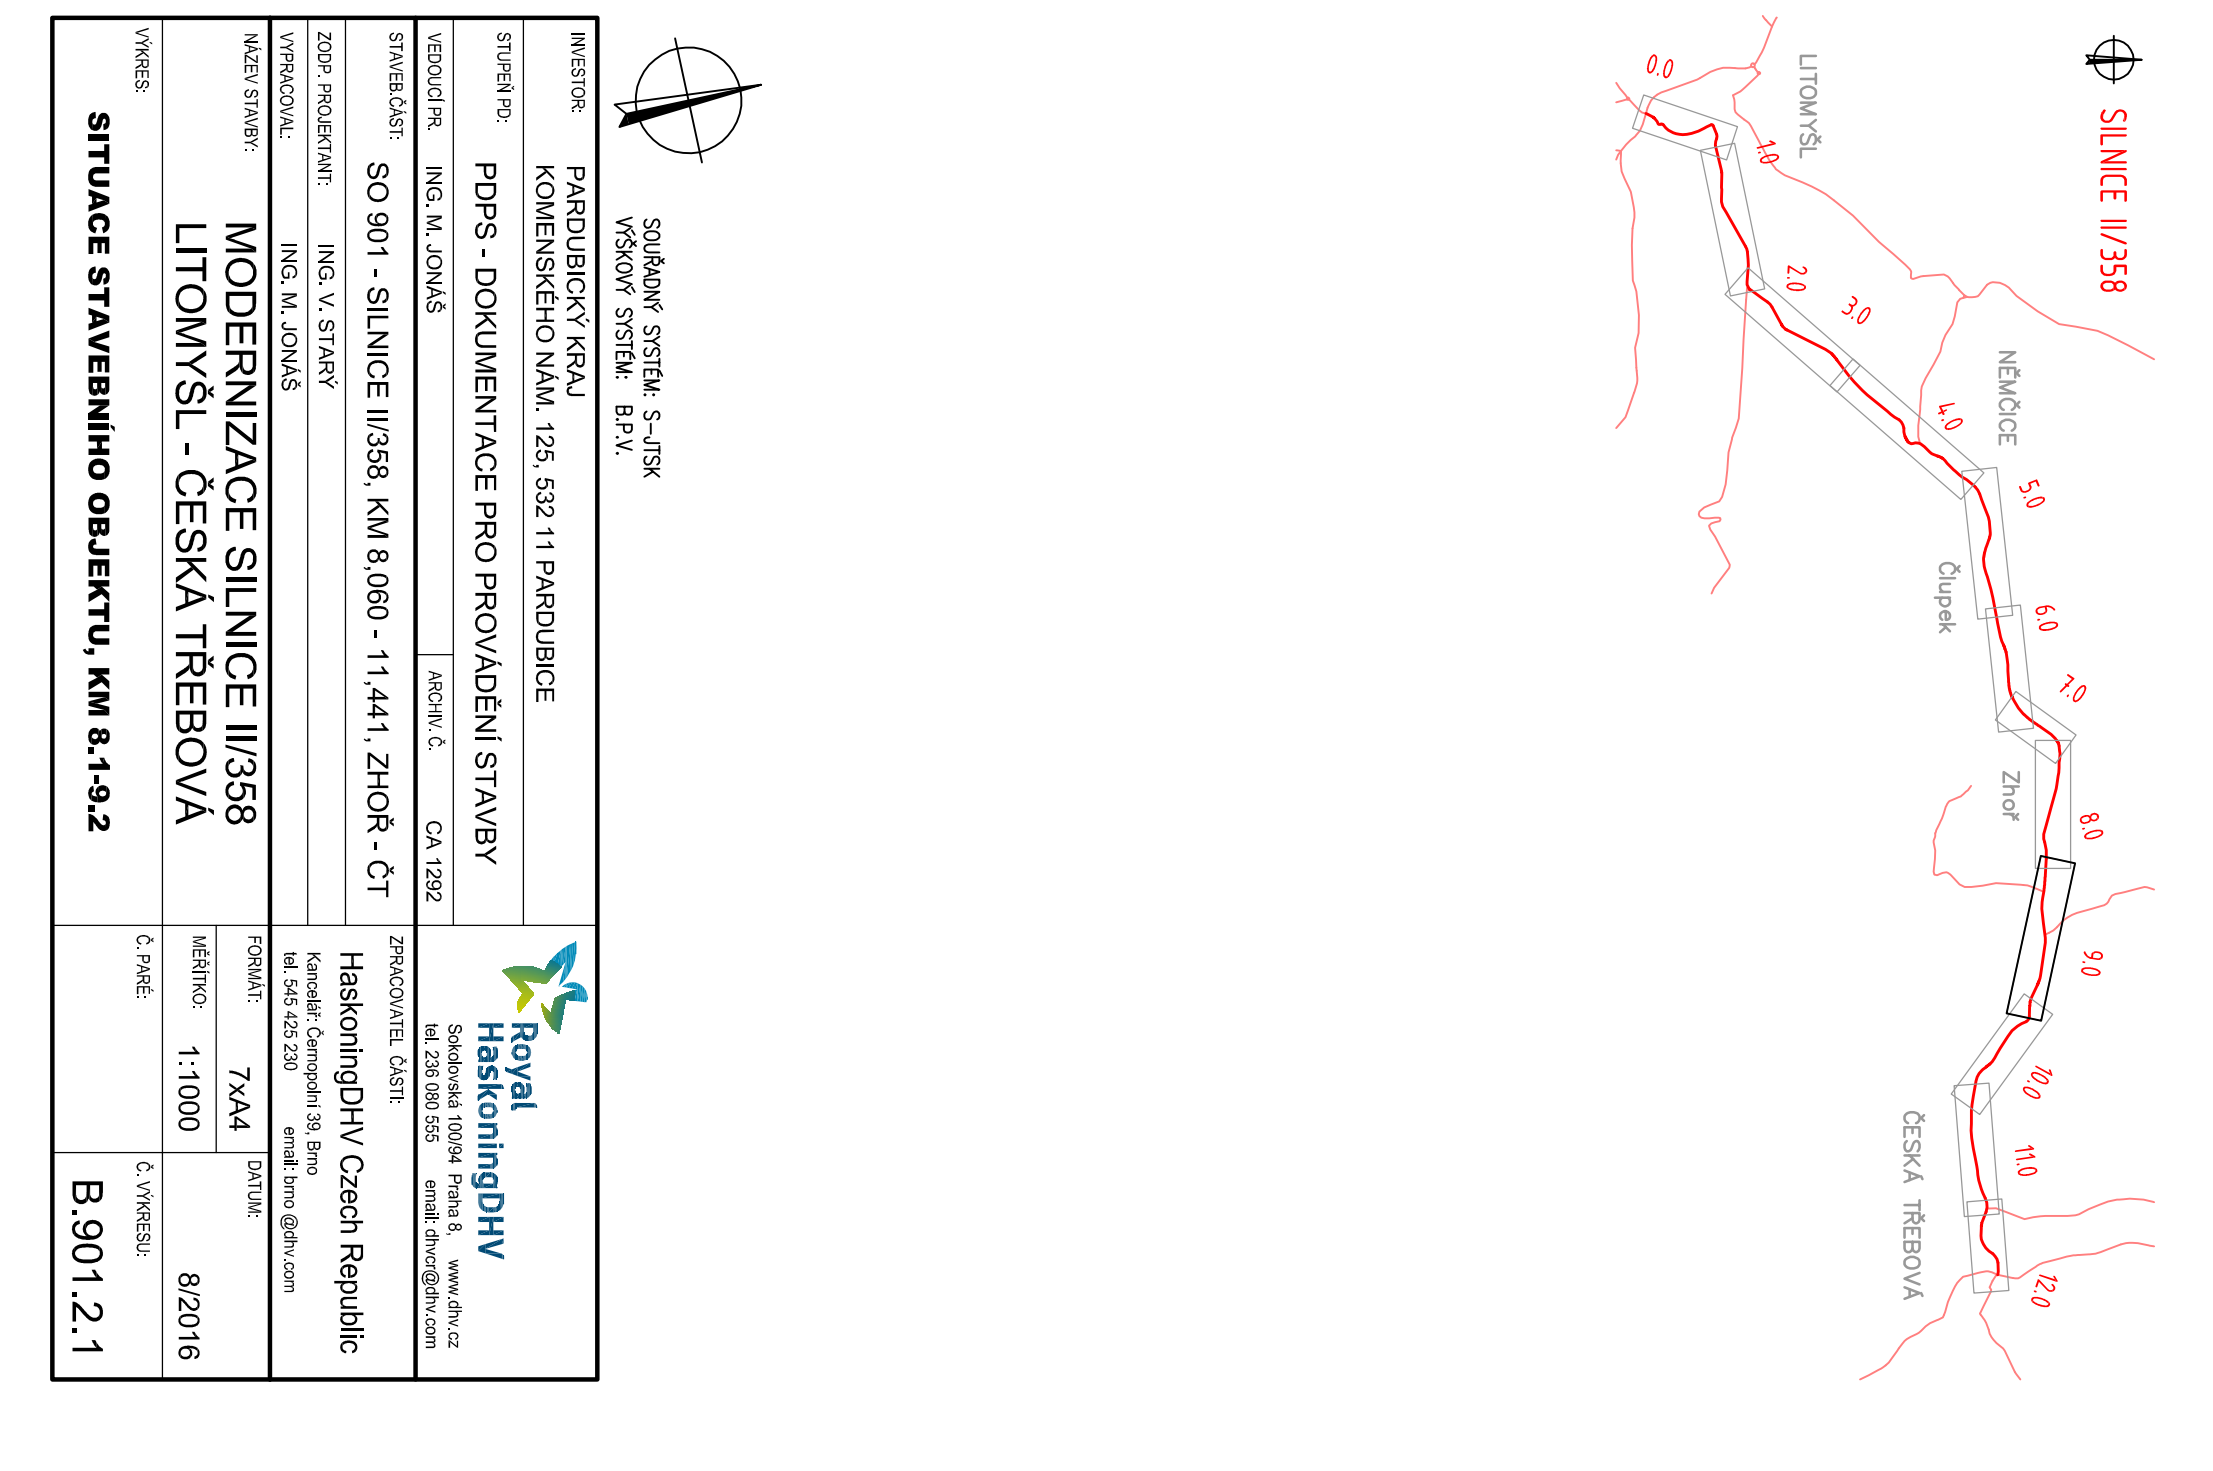 SOUŘADNÝ SYSTÉM: S-JTSK
VÝŠKOVÝ SYSTÉM: B.P.V.
INVESTOR:
PARDUBICKÝ KRAJ
KOMENSKÉHO NÁM. 125, 532 11 PARDUBICE
STUPEŇ PD:
PDPS - DOKUMENTACE PRO PROVÁDĚNÍ STAVBY
VEDOUCÍ PR.
ING. M. JONÁŠ
ARCHIV. Č.
CA 1292
Royal
HaskoningDHV
Sokolovská 100/94 Praha 8, www.dhv.cz
tel. 236 080 555 email: dhvcr@dhv.com
STAVEB.ČÁST:
SO 901 - SILNICE II/358, KM 8,060 - 11,441, ZHOŘ - ČT
ZODP. PROJEKTANT:
ING. V. STARÝ
VYPRACOVAL:
ING. M. JONÁŠ
ZPRACOVATEL ČÁSTI:
HaskoningDHV Czech Republic
Kancelář: Černopolní 39, Brno
tel. 545 425 230 email: brno @dhv.com
NÁZEV STAVBY:
MODERNIZACE SILNICE II/358
LITOMYŠL - ČESKÁ TŘEBOVÁ
FORMÁT:
7xA4
DATUM:
8/2016
MĚŘÍTKO:
1:1000
VÝKRES:
SITUACE STAVEBNÍHO OBJEKTU, KM 8.1-9.2
Č. PARÉ:
Č. VÝKRESU:
B.901.2.1
SILNICE II/358
LITOMYŠL
NĚMČICE
Člupek
Zhoř
ČESKÁ TŘEBOVÁ
0.0
1.0
2.0
3.0
4.0
5.0
6.0
7.0
8.0
9.0
10.0
11.0
12.0